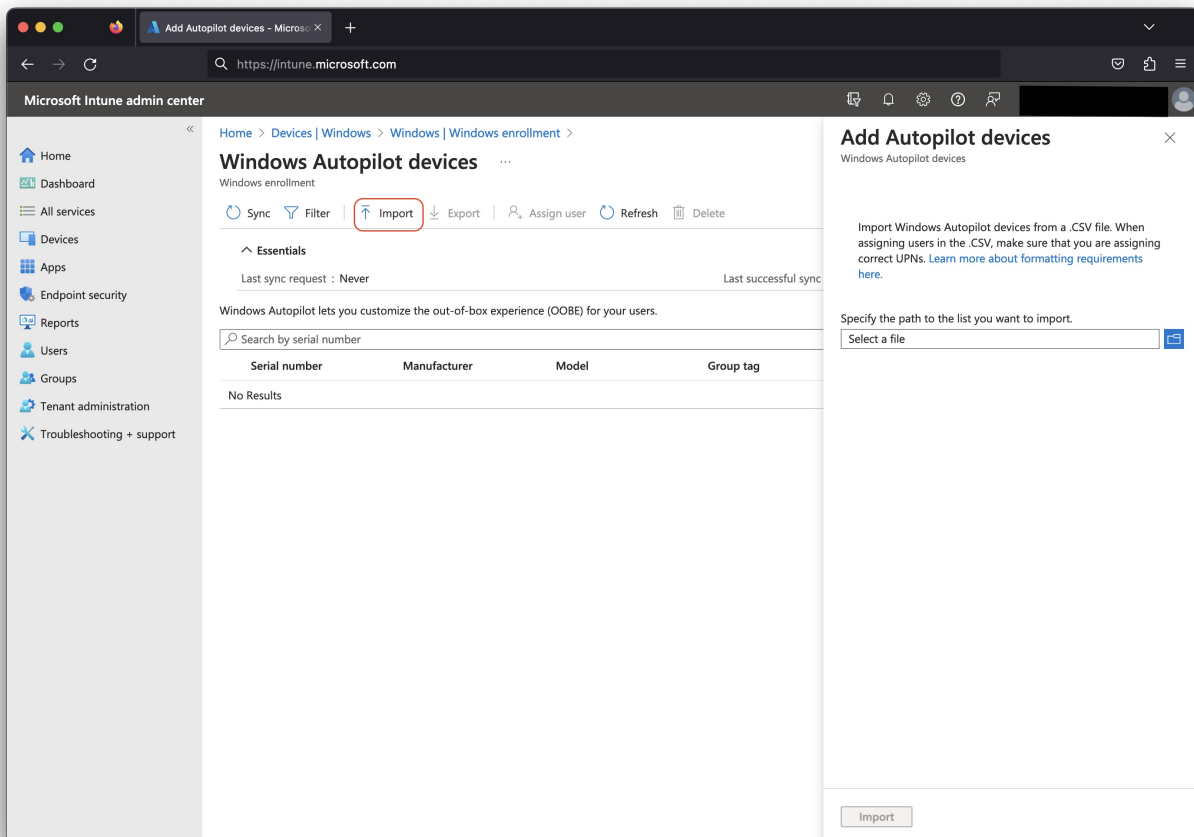 Add Autopilot devices - Microso
https://intune.microsoft.com
Microsoft Intune admin center
Home
Dashboard
All services
Devices
Apps
Endpoint security
Reports
Users
Groups
Tenant administration
Troubleshooting + support
Home > Devices | Windows > Windows | Windows enrollment >
Windows Autopilot devices ...
Windows enrollment
Sync Filter Import Export Assign user Refresh Delete
Essentials
Last sync request : Never Last successful sync
Windows Autopilot lets you customize the out-of-box experience (OOBE) for your users.
Search by serial number
Serial number Manufacturer Model Group tag
No Results
Add Autopilot devices
Windows Autopilot devices
Import Windows Autopilot devices from a .CSV file. When
assigning users in the .CSV, make sure that you are assigning
correct UPNs. Learn more about formatting requirements
here.
Specify the path to the list you want to import.
Select a file
Import